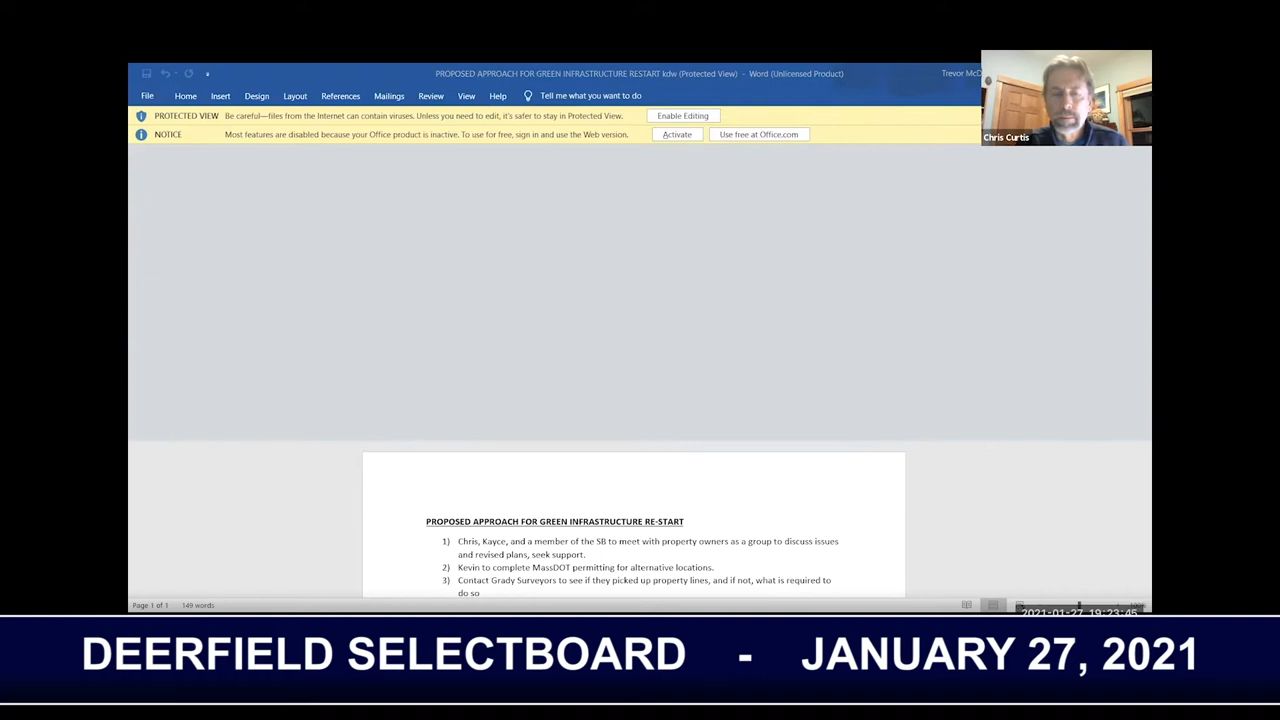 PROPOSED APPROACH FOR GREEN INFRASTRUCTURE RESTART kdw (Protected View) - Word (Unlicensed Product)
Trevor McD
File Home Insert Design Layout References Mailings Review View Help Tell me what you want to do
PROTECTED VIEW Be careful—files from the Internet can contain viruses. Unless you need to edit, it's safer to stay in Protected View. Enable Editing
NOTICE Most features are disabled because your Office product is inactive. To use for free, sign in and use the Web version. Activate Use free at Office.com
Chris Curtis
PROPOSED APPROACH FOR GREEN INFRASTRUCTURE RE-START
1) Chris, Kayce, and a member of the SB to meet with property owners as a group to discuss issues
and revised plans, seek support.
2) Kevin to complete MassDOT permitting for alternative locations.
3) Contact Grady Surveyors to see if they picked up property lines, and if not, what is required to
do so
Page 1 of 1 149 words
2021-01-27 19:23:45
DEERFIELD SELECTBOARD - JANUARY 27, 2021